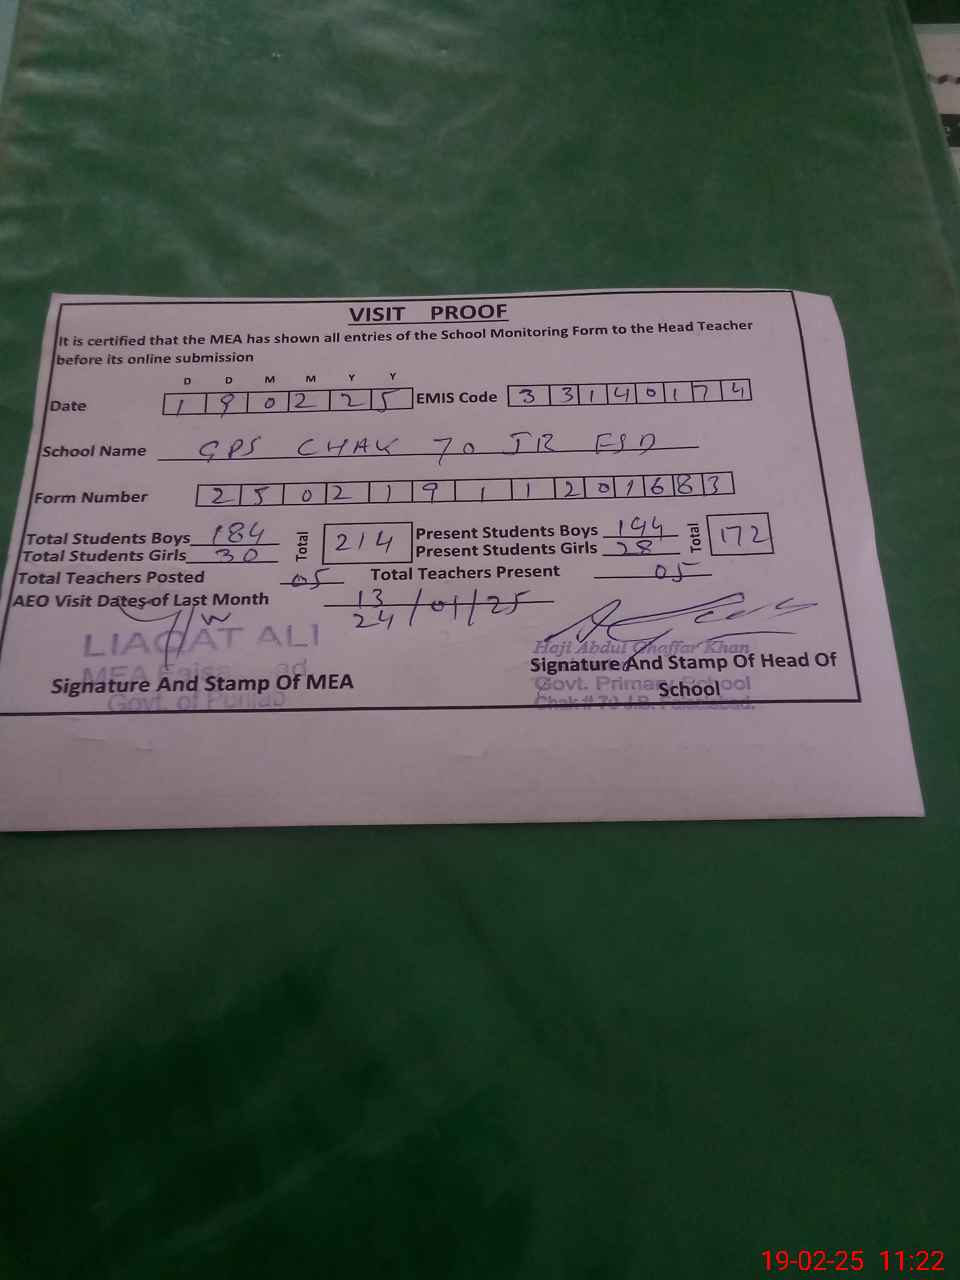 VISIT PROOF
It is certified that the MEA has shown all entries of the School Monitoring Form to the Head Teacher
before its online submission
D D M M Y Y
Date 1 9 0 2 2 5 EMIS Code 3 3 1 4 0 1 7 4
School Name GPS CHAK 70 JR FSD
Form Number 2 5 0 2 1 9 1 1 2 0 1 6 8 3
Total Students Boys 184 Total 214 Present Students Boys 144 Total 172
Total Students Girls 30 Present Students Girls 28
Total Teachers Posted 05 Total Teachers Present 05
AEO Visit Dates of Last Month 13
24/01/25
LIAQAT ALI
Haji Abdul Ghaffar Khan
Signature And Stamp Of MEA
Govt. of Punjab
Signature And Stamp Of Head Of
School
Govt. Primary School
Chak # 70 J.B. Faisalabad.
19-02-25 11:22